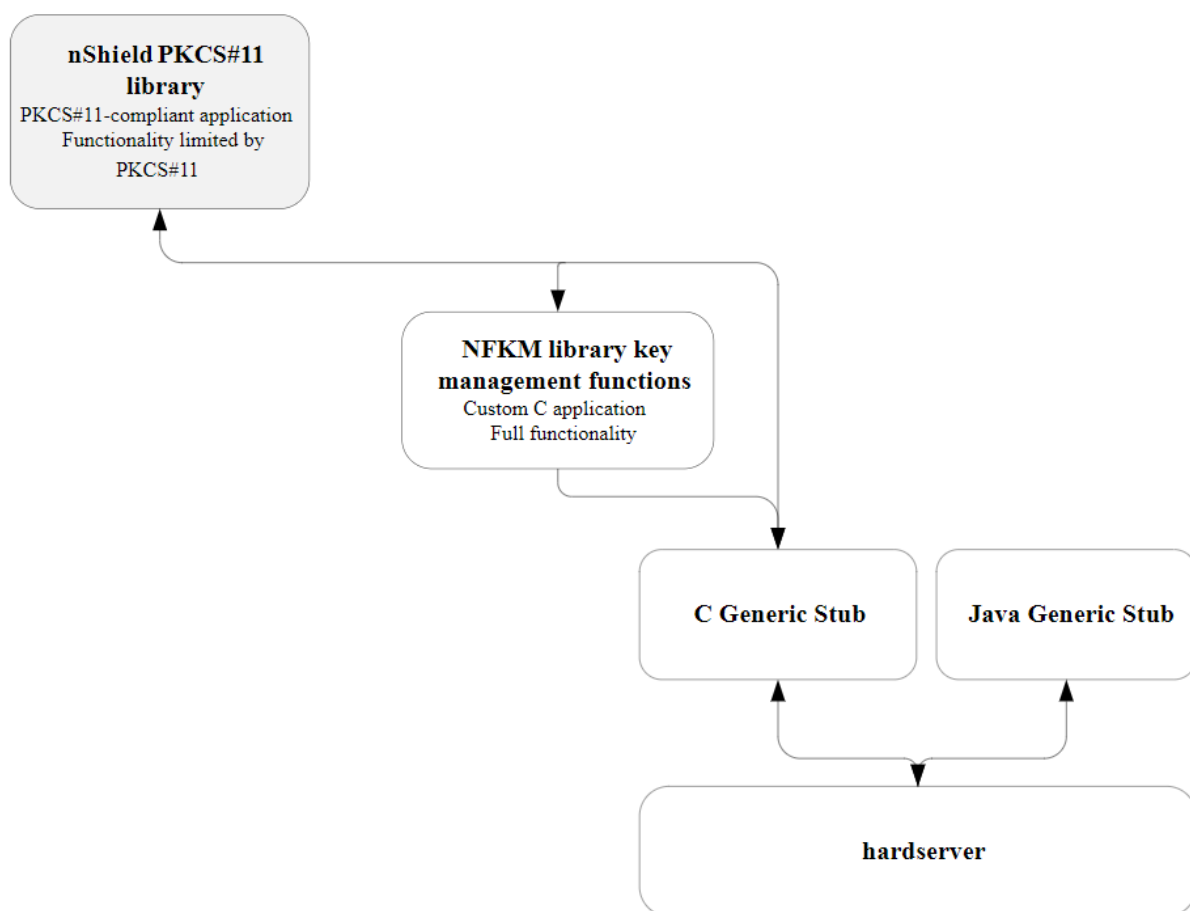 nShield PKCS#11
library
PKCS#11-compliant application
Functionality limited by
PKCS#11
NFKM library key
management functions
Custom C application
Full functionality
C Generic Stub
Java Generic Stub
hardserver